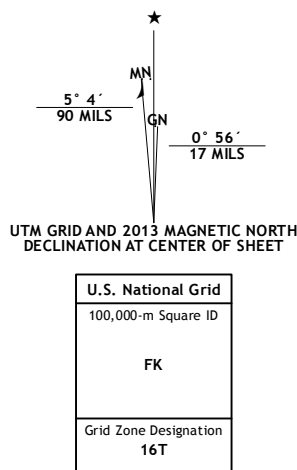 ★
MN
5° 4´
90 MILS
GN
0° 56´
17 MILS
UTM GRID AND 2013 MAGNETIC NORTH
DECLINATION AT CENTER OF SHEET
U.S. National Grid
100,000-m Square ID
FK
Grid Zone Designation
16T